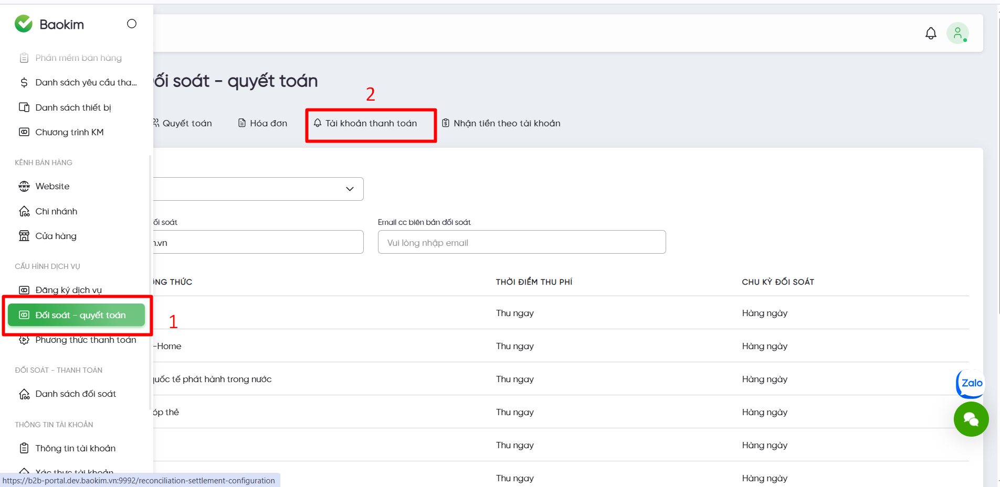 Baokim
Phần mềm bán hàng
Danh sách yêu cầu tha...
Danh sách thiết bị
Chương trình KM
KÊNH BÁN HÀNG
Website
Chi nhánh
Cửa hàng
CẤU HÌNH DỊCH VỤ
Đăng ký dịch vụ
Đối soát - quyết toán
1
Phương thức thanh toán
ĐỐI SOÁT - THANH TOÁN
Danh sách đối soát
THÔNG TIN TÀI KHOẢN
Thông tin tài khoản
Xác thực tài khoản
https://b2b-portal.dev.baokim.vn:9992/reconciliation-settlement-configuration
ối soát - quyết toán
2
Quyết toán
Hóa đơn
Tài khoản thanh toán
Nhận tiền theo tài khoản
ối soát
Email cc biên bản đối soát
n.vn
Vui lòng nhập email
NG THỨC
THỜI ĐIỂM THU PHÍ
CHU KỲ ĐỐI SOÁT
Thu ngay
Hàng ngày
-Home
Thu ngay
Hàng ngày
quốc tế phát hành trong nước
Thu ngay
Hàng ngày
óp thẻ
Thu ngay
Hàng ngày
Thu ngay
Hàng ngày
Thu ngay
Hàng ngày
Zalo